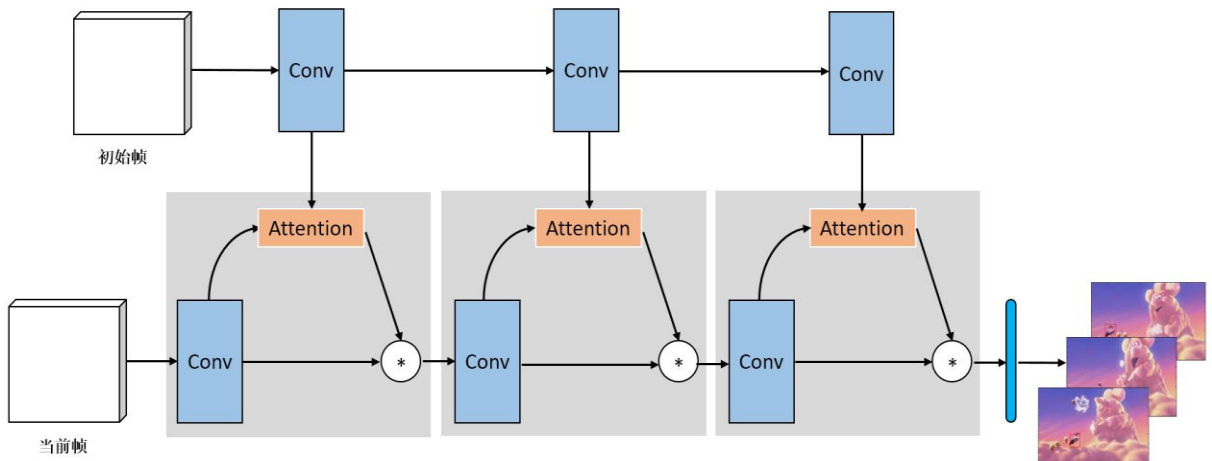 Conv
Conv
Conv
初始帧
Attention
Attention
Attention
Conv
*
Conv
*
Conv
*
当前帧